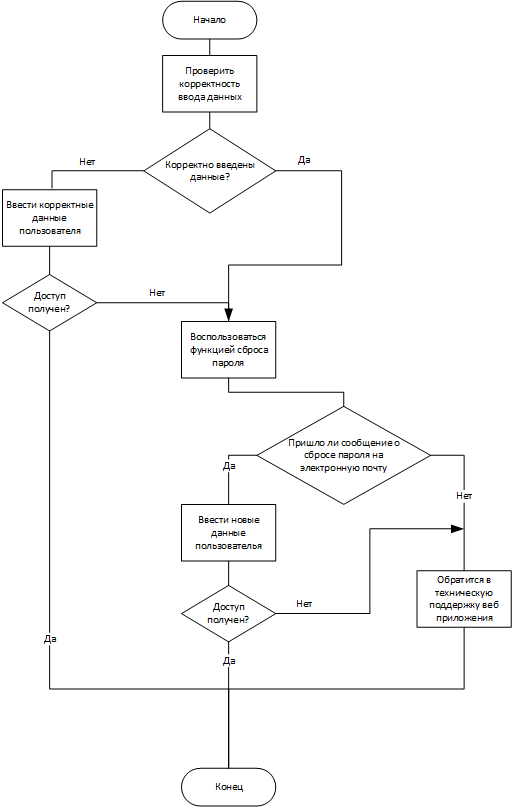 Начало
Проверить
корректность
ввода данных
Корректно введены
данные?
Нет
Да
Ввести корректные
данные
пользователя
Доступ
получен?
Нет
Воспользоваться
функцией сброса
пароля
Пришло ли сообщение о
сбросе пароля на
электронную почту
Да
Нет
Ввести новые
данные
пользователья
Доступ
получен?
Нет
Обратится в
техническую
поддержку веб
приложения
Да
Да
Конец